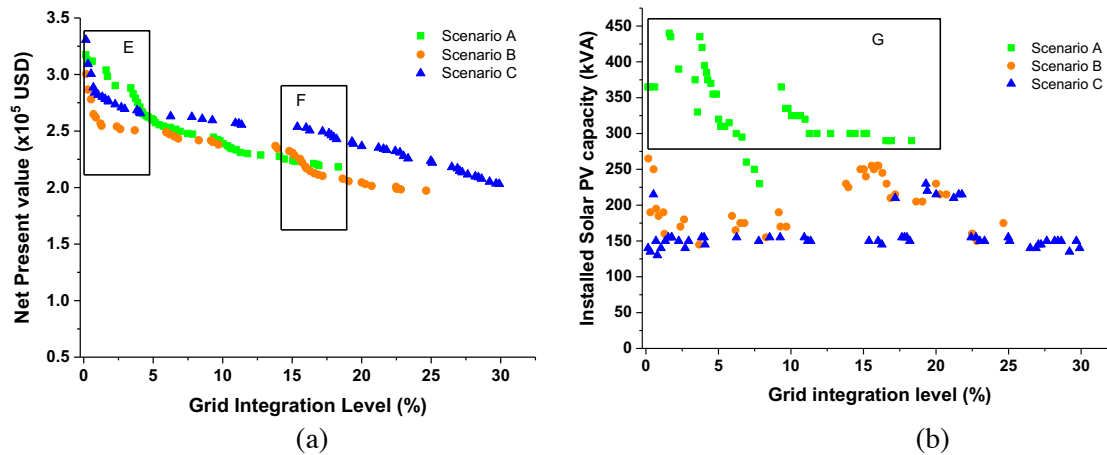 3.5
3.0
2.5
2.0
1.5
1.0
0.5
Net Present value (x10⁵ USD)
E
F
Scenario A
Scenario B
Scenario C
0 5 10 15 20 25 30
Grid Integration Level (%)
(a)
450
400
350
300
250
200
150
100
50
0
Installed Solar PV capacity (kVA)
G
Scenario A
Scenario B
Scenario C
0 5 10 15 20 25 30
Grid integration level (%)
(b)